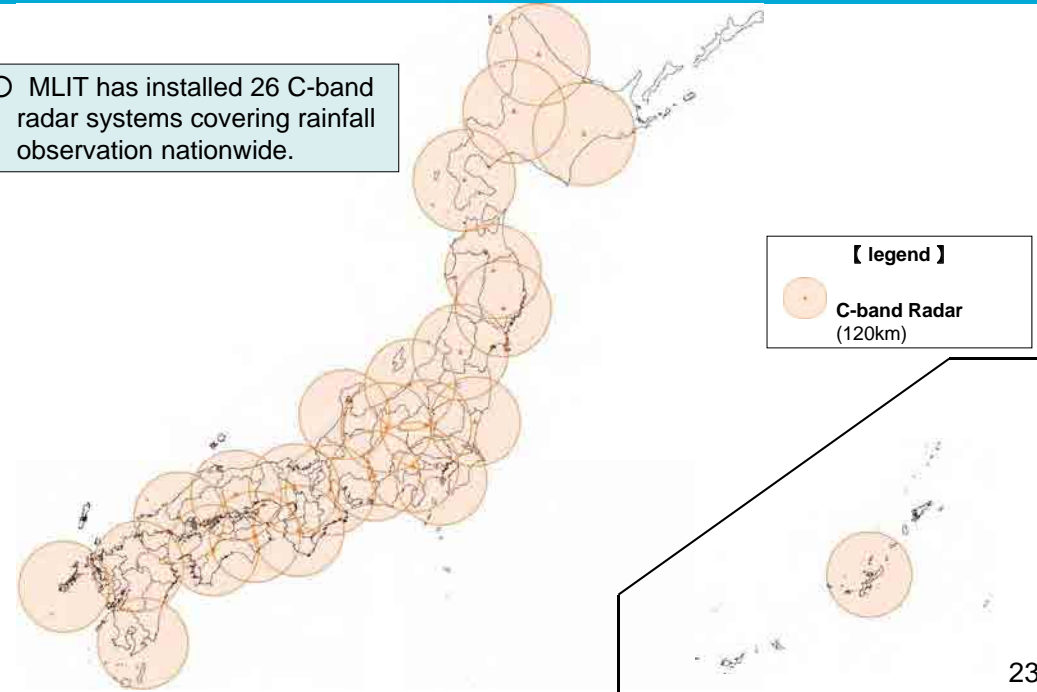 ○ MLIT has installed 26 C-band
radar systems covering rainfall
observation nationwide.
【 legend 】
C-band Radar
(120km)
23